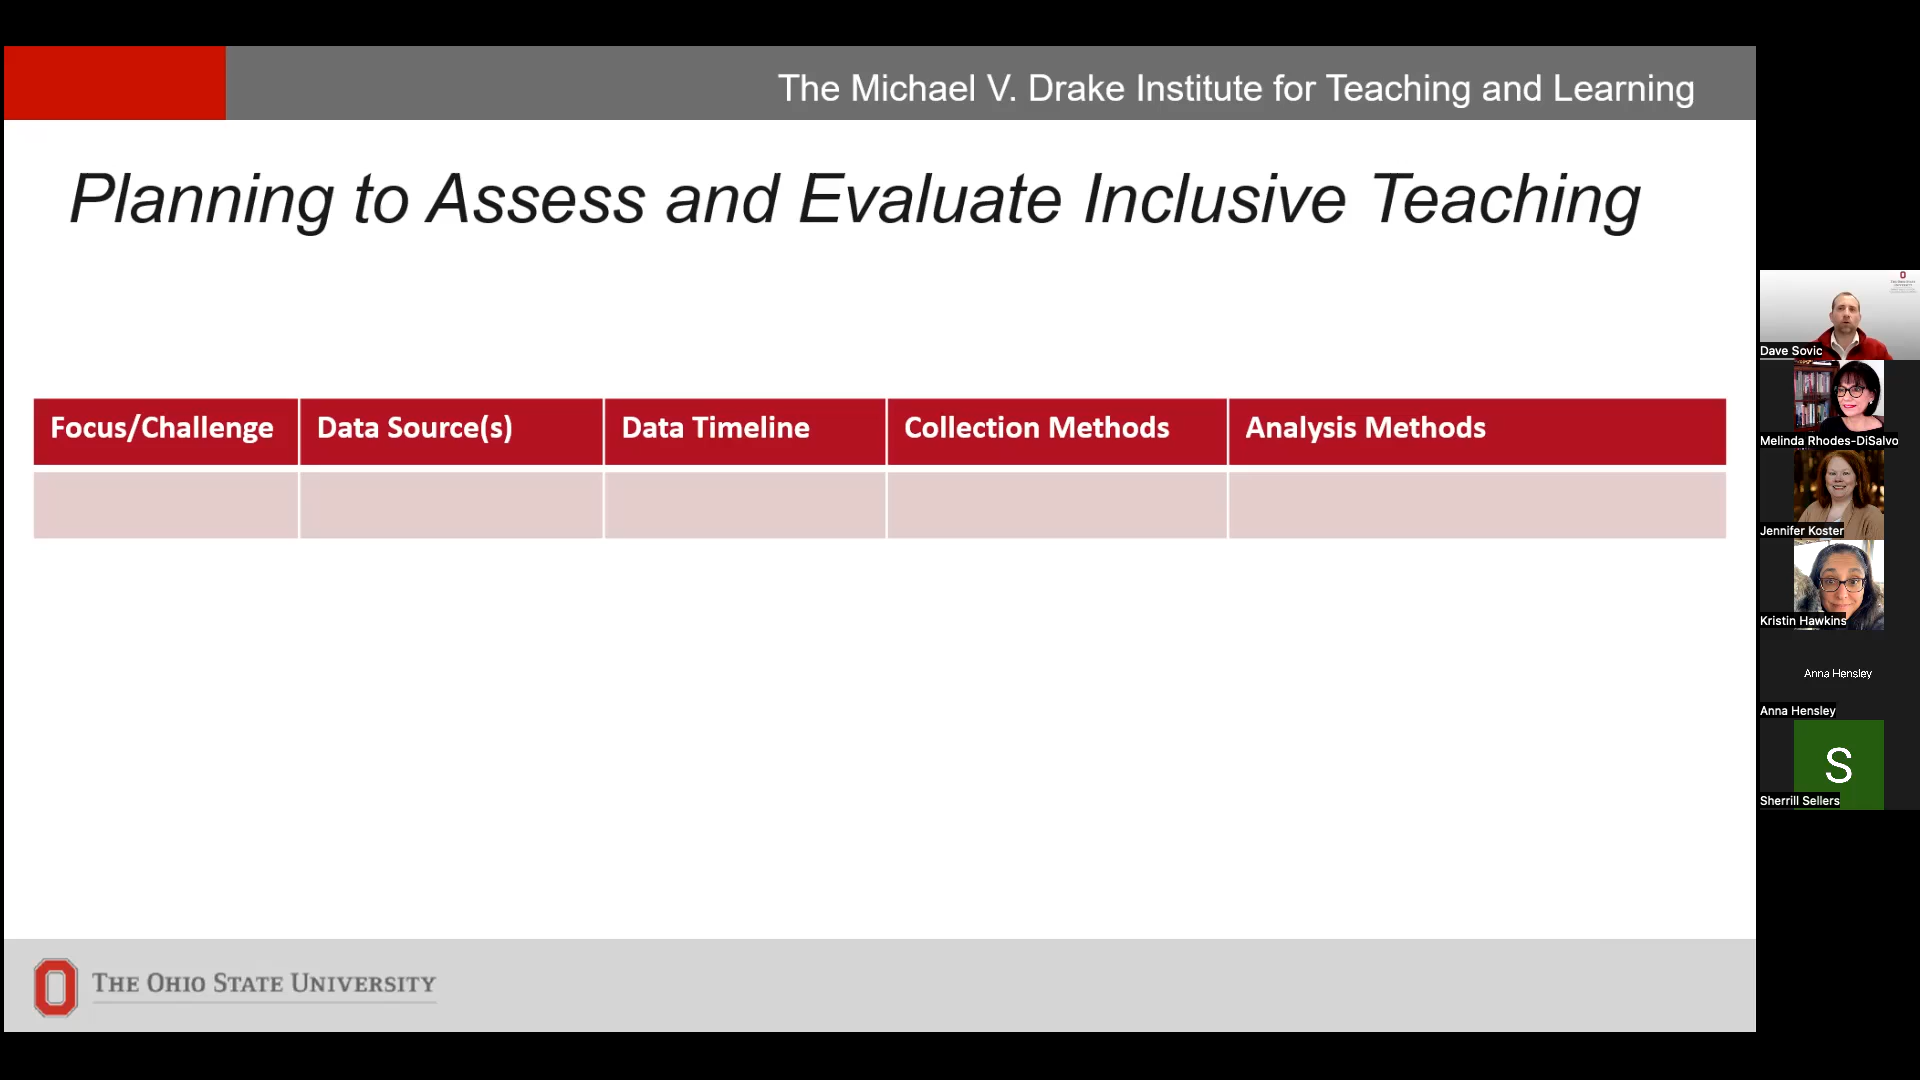 The Michael V. Drake Institute for Teaching and Learning
Planning to Assess and Evaluate Inclusive Teaching
Focus/Challenge Data Source(s) Data Timeline Collection Methods Analysis Methods
THE OHIO STATE UNIVERSITY
Dave Sovic
Melinda Rhodes-DiSalvo
Jennifer Koster
Kristin Hawkins
Anna Hensley
Anna Hensley
S
Sherrill Sellers